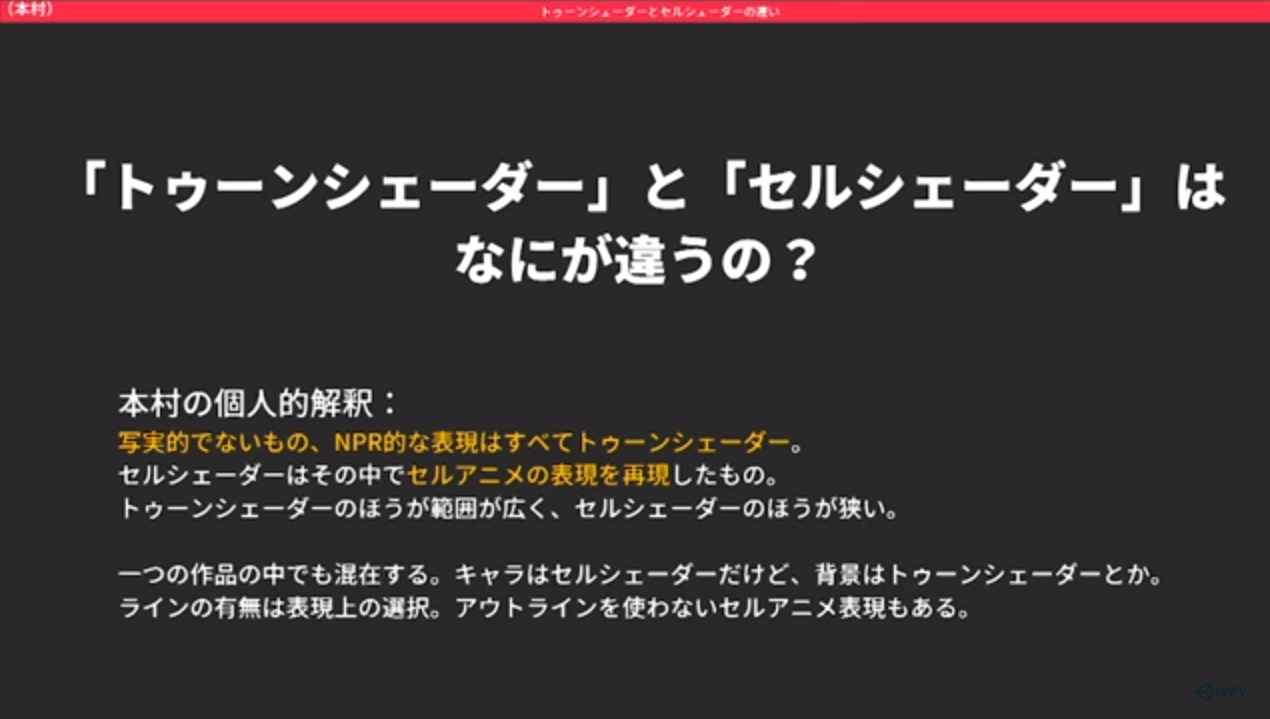 （本村）
トゥーンシェーダーとセルシェーダーの違い
「トゥーンシェーダー」と「セルシェーダー」は
なにが違うの？
本村の個人的解釈：
写実的でないもの、NPR的な表現はすべてトゥーンシェーダー。
セルシェーダーはその中でセルアニメの表現を再現したもの。
トゥーンシェーダーのほうが範囲が広く、セルシェーダーのほうが狭い。
一つの作品の中でも混在する。キャラはセルシェーダーだけど、背景はトゥーンシェーダーとか。
ラインの有無は表現上の選択。アウトラインを使わないセルアニメ表現もある。
unity